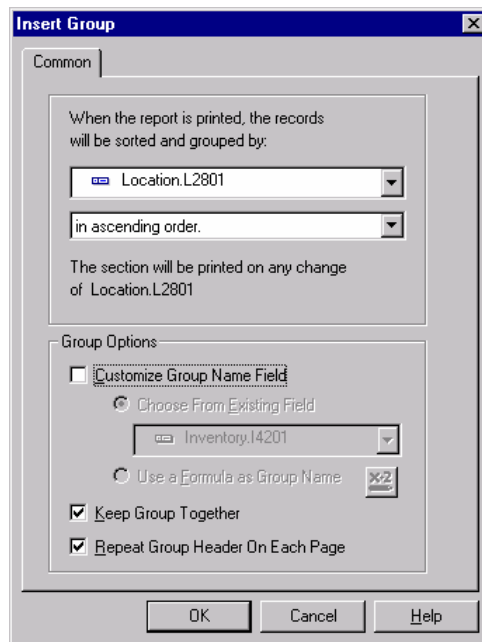 Insert Group
Common
When the report is printed, the records
will be sorted and grouped by:
Location.L2801
in ascending order.
The section will be printed on any change
of Location.L2801
Group Options
Customize Group Name Field
Choose From Existing Field
Inventory.I4201
Use a Formula as Group Name
X-2
Keep Group Together
Repeat Group Header On Each Page
OK Cancel Help